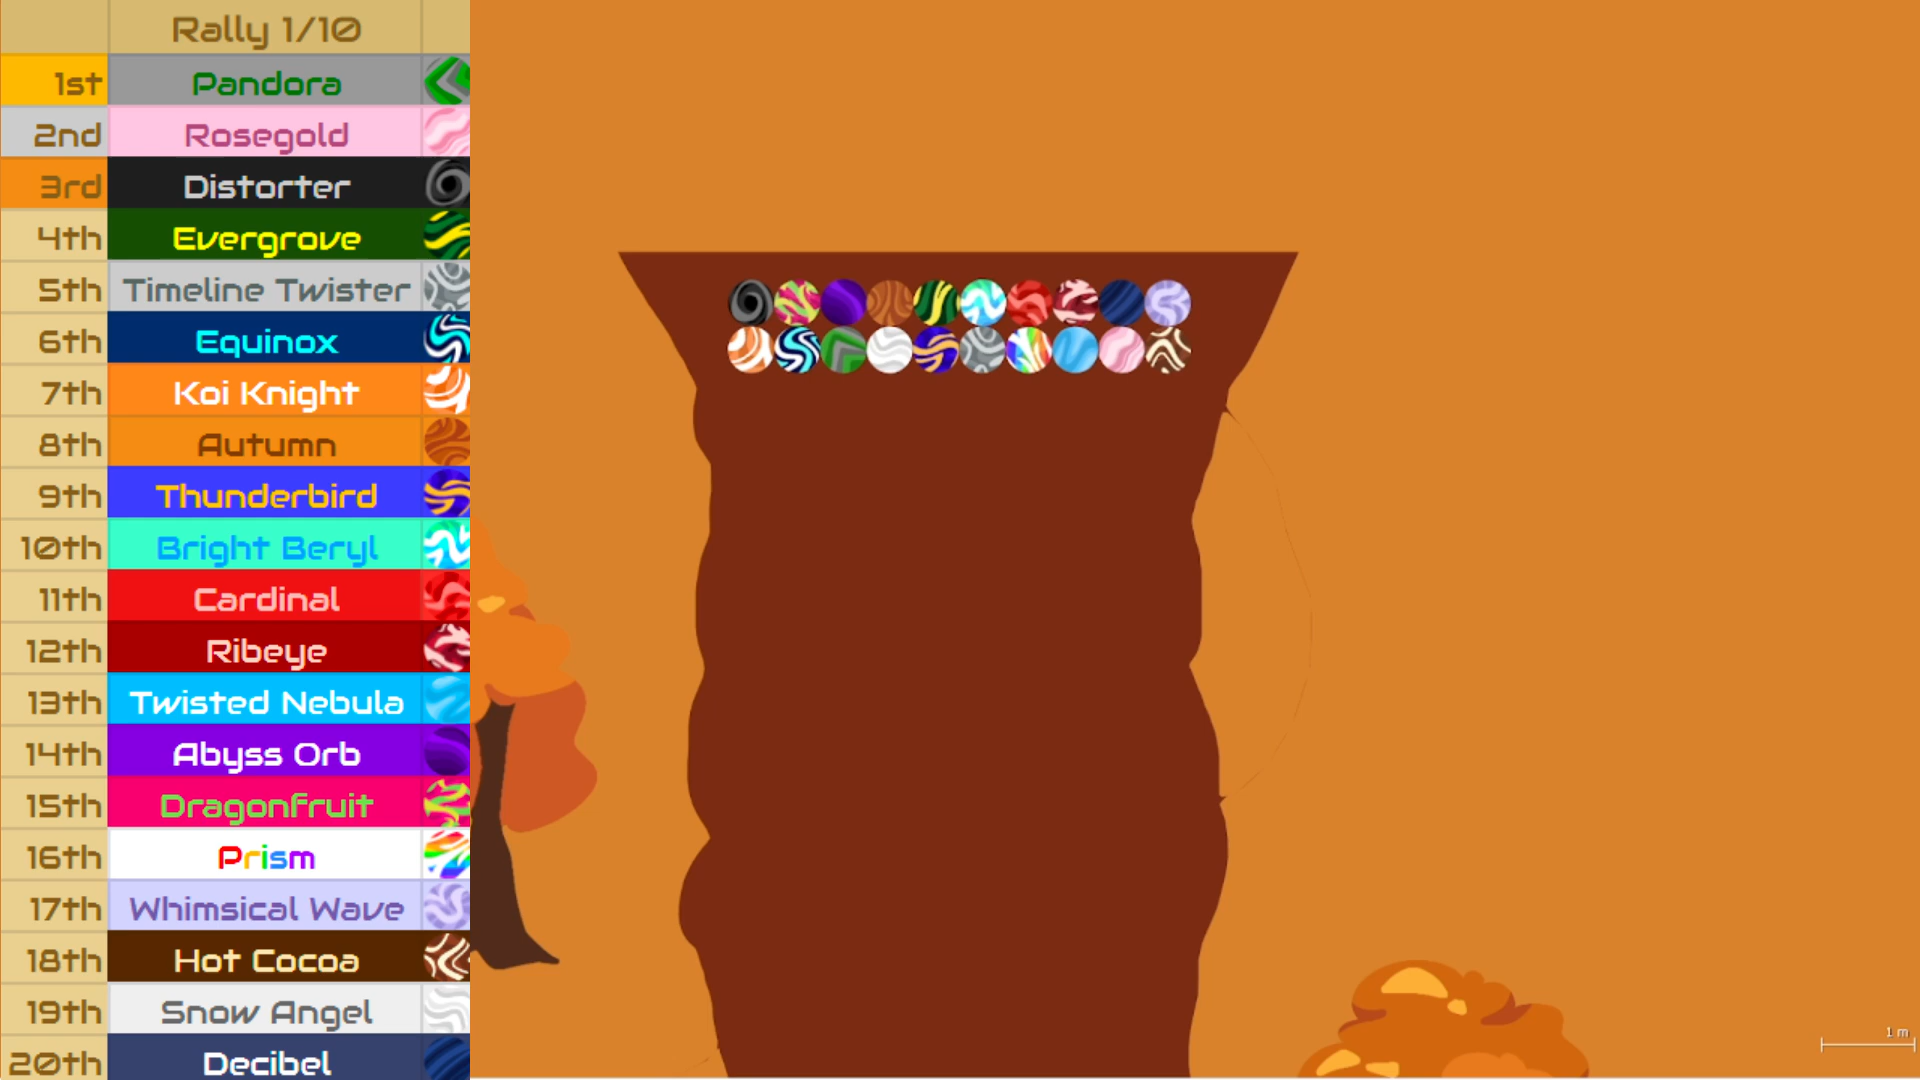 Rally 1/10
1st Pandora
2nd Rosegold
3rd Distorter
4th Evergrove
5th Timeline Twister
6th Equinox
7th Koi Knight
8th Autumn
9th Thunderbird
10th Bright Beryl
11th Cardinal
12th Ribeye
13th Twisted Nebula
14th Abyss Orb
15th Dragonfruit
16th Prism
17th Whimsical Wave
18th Hot Cocoa
19th Snow Angel
20th Decibel
1 m